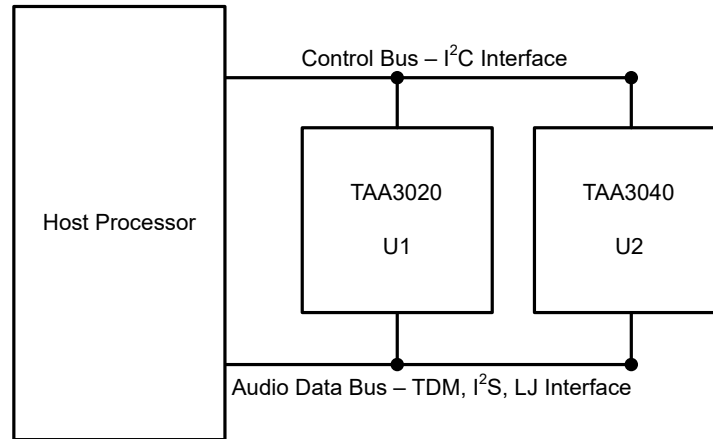 Control Bus – I²C Interface
Host Processor
TAA3020
U1
TAA3040
U2
Audio Data Bus – TDM, I²S, LJ Interface